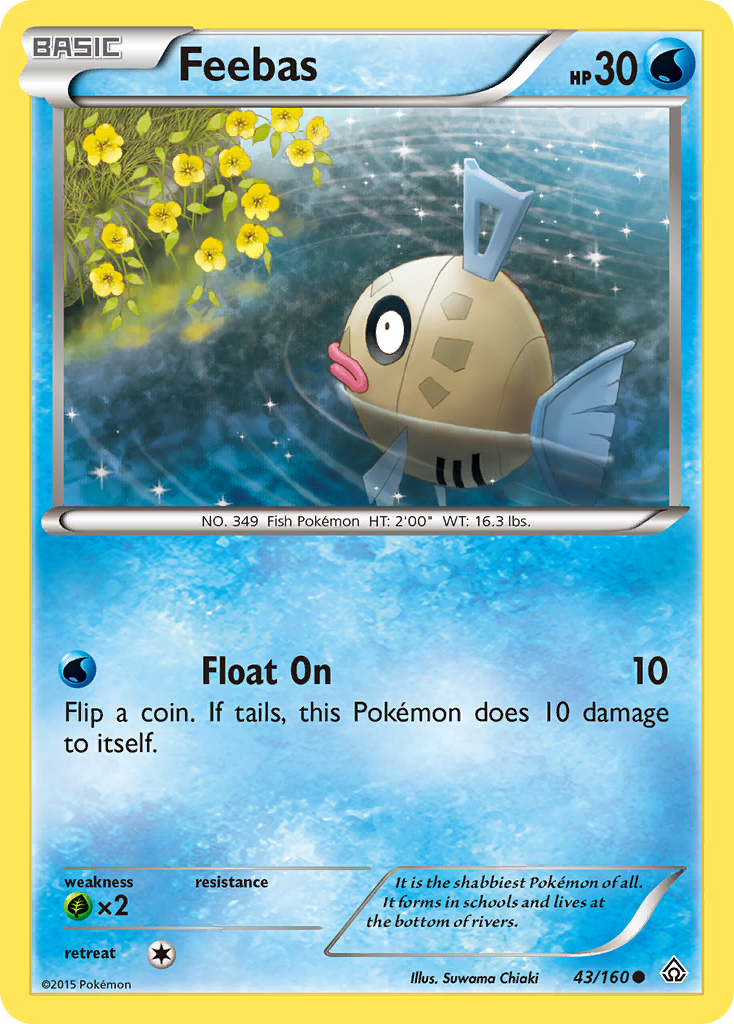 BASIC
Feebas
HP 30
NO. 349 Fish Pokémon HT: 2'00" WT: 16.3 lbs.
Float On 10
Flip a coin. If tails, this Pokémon does 10 damage
to itself.
weakness resistance
×2
It is the shabbiest Pokémon of all.
It forms in schools and lives at
the bottom of rivers.
retreat
©2015 Pokémon
Illus. Suwama Chiaki
43/160